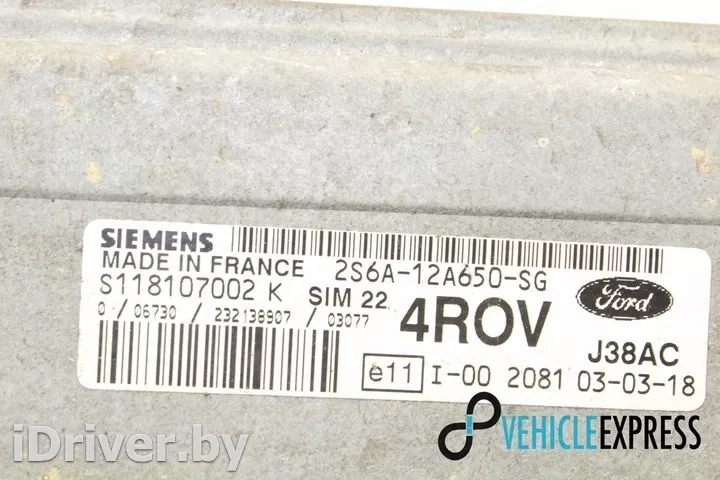 SIEMENS
MADE IN FRANCE 2S6A-12A650-SG
S118107002 K SIM 22
0 / 06730 / 232138907 / 03077
4ROV
Ford
J38AC
e11 I-00 2081 03-03-18
VEHICLEEXPRESS
iDriver.by